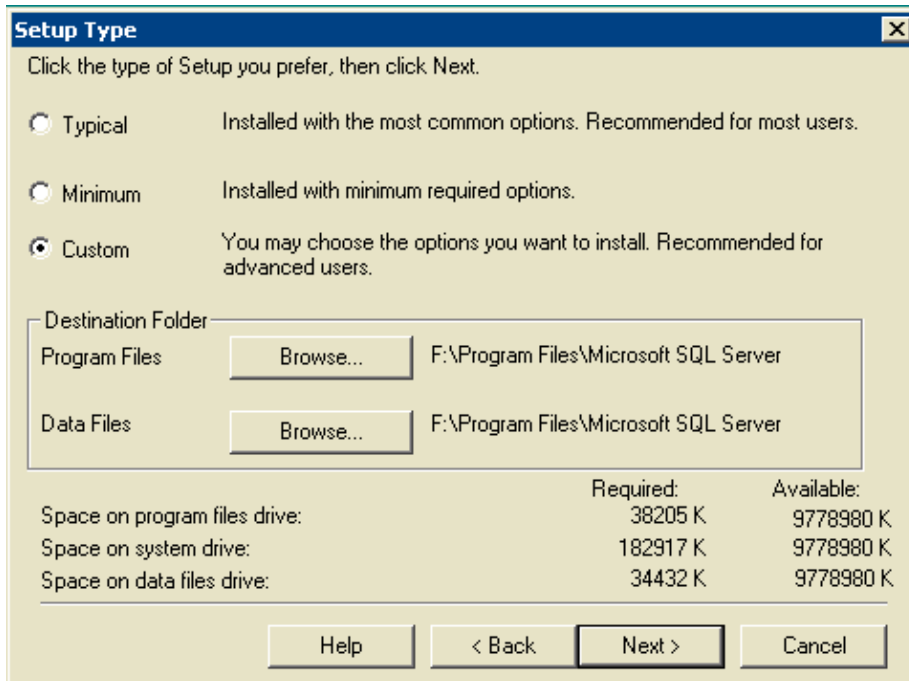 Setup Type
Click the type of Setup you prefer, then click Next.
Typical Installed with the most common options. Recommended for most users.
Minimum Installed with minimum required options.
Custom You may choose the options you want to install. Recommended for
advanced users.
Destination Folder
Program Files Browse... F:\Program Files\Microsoft SQL Server
Data Files Browse... F:\Program Files\Microsoft SQL Server
Required: Available:
Space on program files drive: 38205 K 9778980 K
Space on system drive: 182917 K 9778980 K
Space on data files drive: 34432 K 9778980 K
Help < Back Next > Cancel